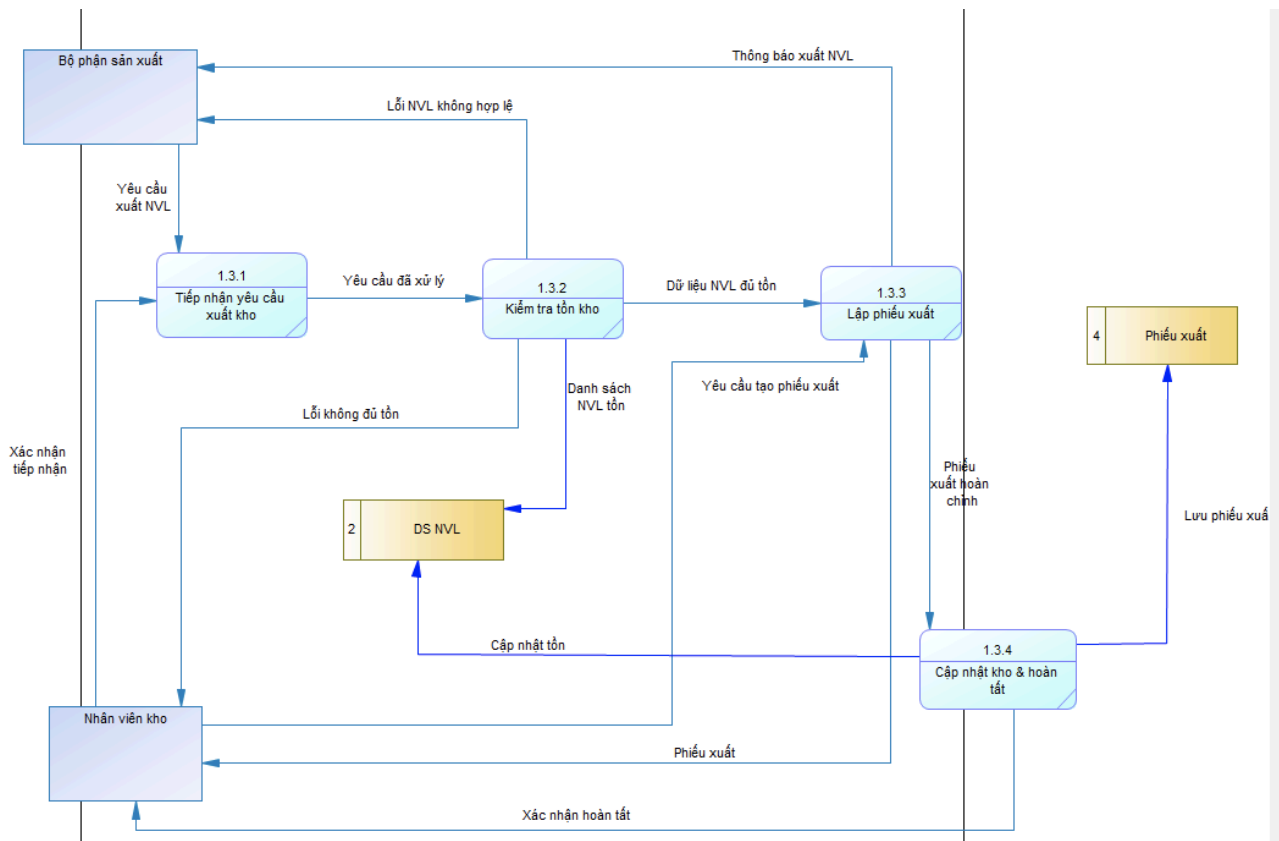 Bộ phận sản xuất
Thông báo xuất NVL
Lỗi NVL không hợp lệ
Yêu cầu
xuất NVL
1.3.1
Tiếp nhận yêu cầu
xuất kho
Yêu cầu đã xử lý
1.3.2
Kiểm tra tồn kho
Dữ liệu NVL đủ tồn
1.3.3
Lập phiếu xuất
4
Phiếu xuất
Danh sách
NVL tồn
Yêu cầu tạo phiếu xuất
Lỗi không đủ tồn
Xác nhận
tiếp nhận
Phiếu
xuất hoàn
chỉnh
2
DS NVL
Lưu phiếu xuấ
Cập nhật tồn
1.3.4
Cập nhật kho & hoàn
tất
Nhân viên kho
Phiếu xuất
Xác nhận hoàn tất